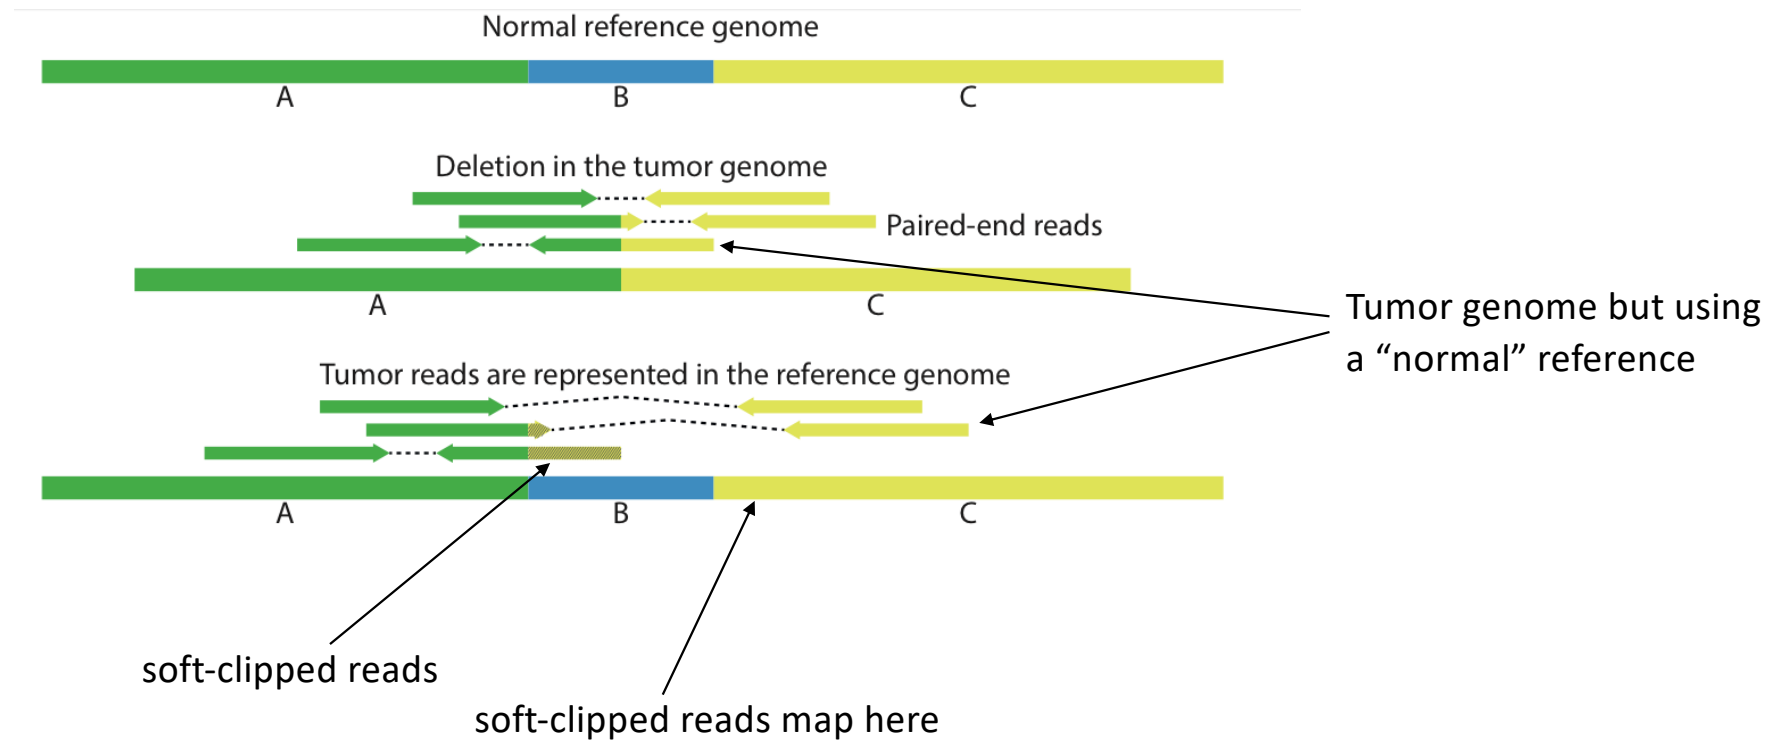 Normal reference genome
A B C
Deletion in the tumor genome
Paired-end reads
A C
Tumor genome but using
a “normal” reference
Tumor reads are represented in the reference genome
A B C
soft-clipped reads
soft-clipped reads map here